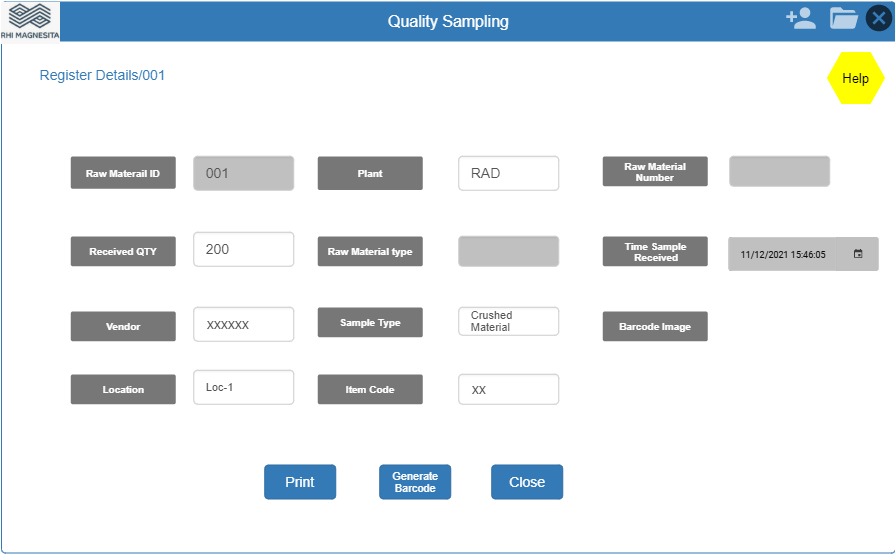 RHI MAGNESITA
Quality Sampling
Register Details/001
Help
Raw Materail ID
001
Plant
RAD
Raw Material
Number
Received QTY
200
Raw Material type
Time Sample
Received
11/12/2021 15:46:05
Vendor
XXXXXX
Sample Type
Crushed
Material
Barcode Image
Location
Loc-1
Item Code
XX
Print
Generate
Barcode
Close